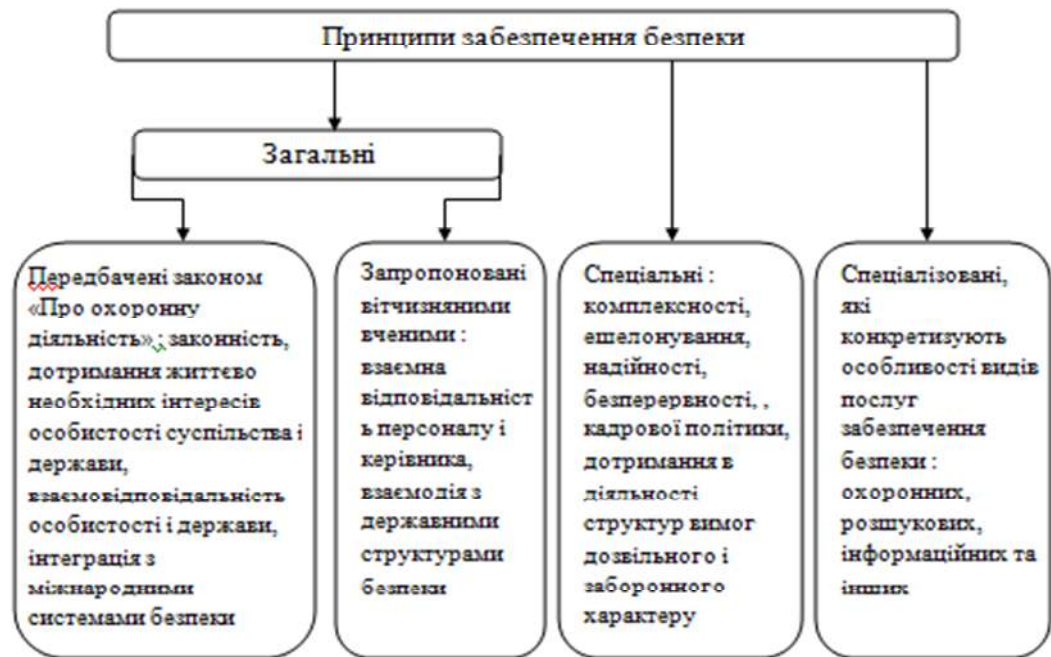 Принципи забезпечення безпеки
Загальні
Передбачені законом
«Про охоронну
діяльність» ; законність,
дотримання життєво
необхідних інтересів
особистості суспільства і
держави,
взаємовідповідальність
особистості і держави,
інтеграція з
міжнародними
системами безпеки
Запропоновані
вітчизняними
вченими :
взаємна
відповідальніст
ь персоналу і
керівника,
взаємодія з
державними
структурами
безпеки
Спеціальні :
комплексності,
ешелонування,
надійності,
безперервності, ,
кадрової політики,
дотримання в
діяльності
структур вимог
дозвільного і
заборонного
характеру
Спеціалізовані,
які
конкретизують
особливості видів
послуг
забезпечення
безпеки :
охоронних,
розшукових,
інформаційних та
інших